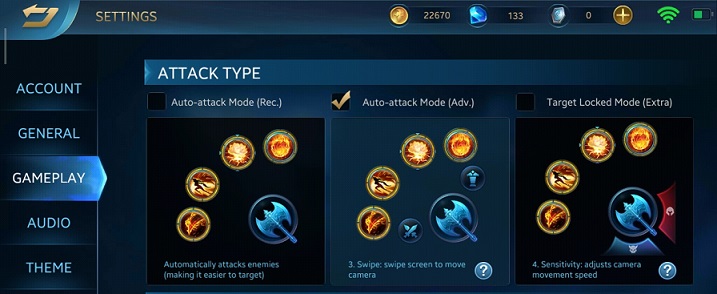 SETTINGS
22670
133
0
ACCOUNT
GENERAL
GAMEPLAY
AUDIO
THEME
ATTACK TYPE
Auto-attack Mode (Rec.)
Auto-attack Mode (Adv.)
Target Locked Mode (Extra)
Automatically attacks enemies
(making it easier to target)
3. Swipe: swipe screen to move
camera
?
4. Sensitivity: adjusts camera
movement speed
?